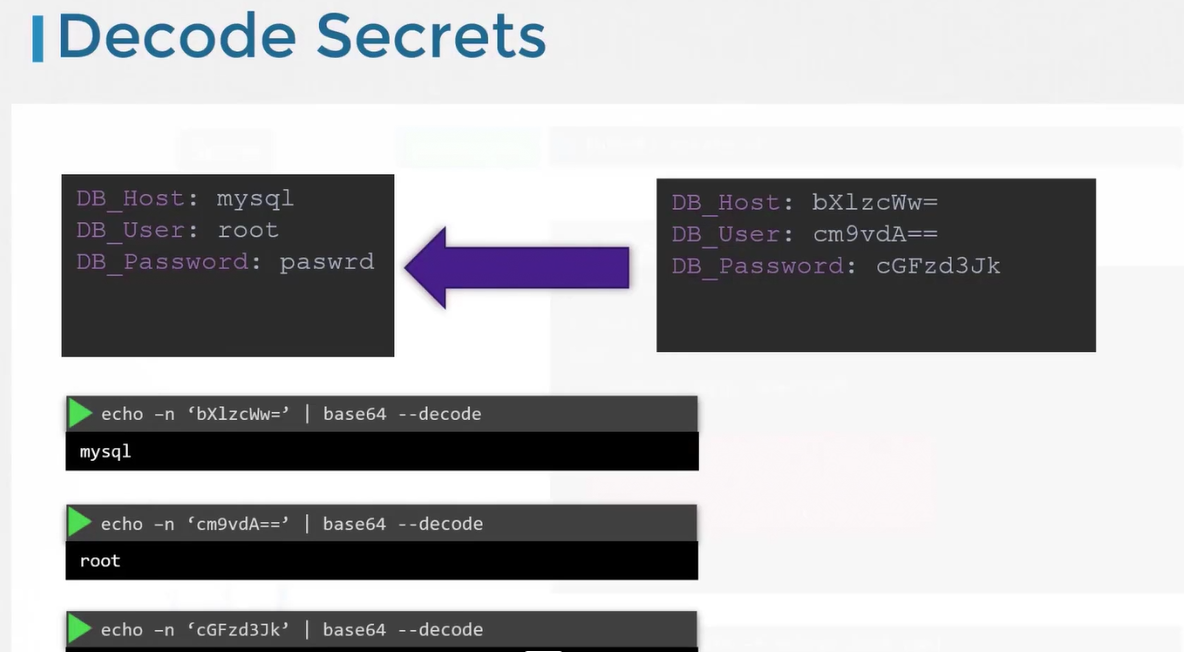 Decode Secrets
DB_Host: mysql
DB_User: root
DB_Password: paswrd
DB_Host: bXlzcWw=
DB_User: cm9vdA==
DB_Password: cGFzd3Jk
echo –n ‘bXlzcWw=’ | base64 --decode
mysql
echo –n ‘cm9vdA==’ | base64 --decode
root
echo –n ‘cGFzd3Jk’ | base64 --decode